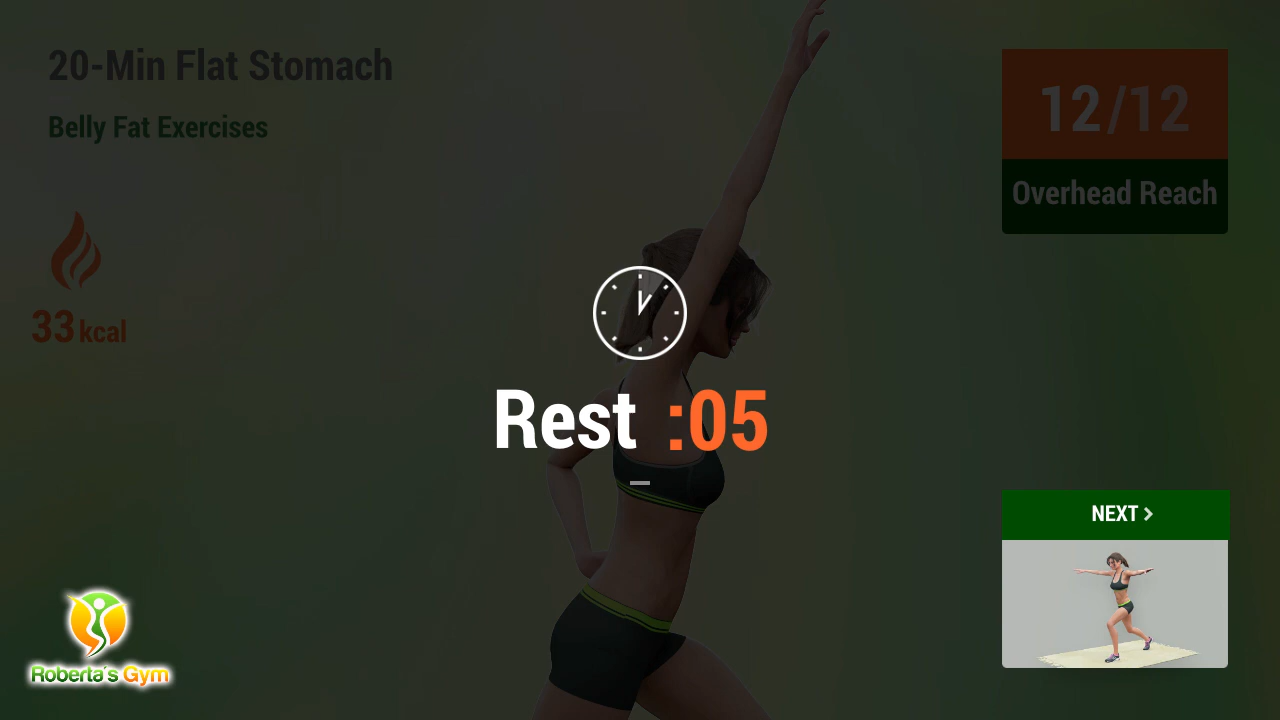 20-Min Flat Stomach
Belly Fat Exercises
12/12
Overhead Reach
33 kcal
Rest :05
NEXT >
Roberta´s Gym